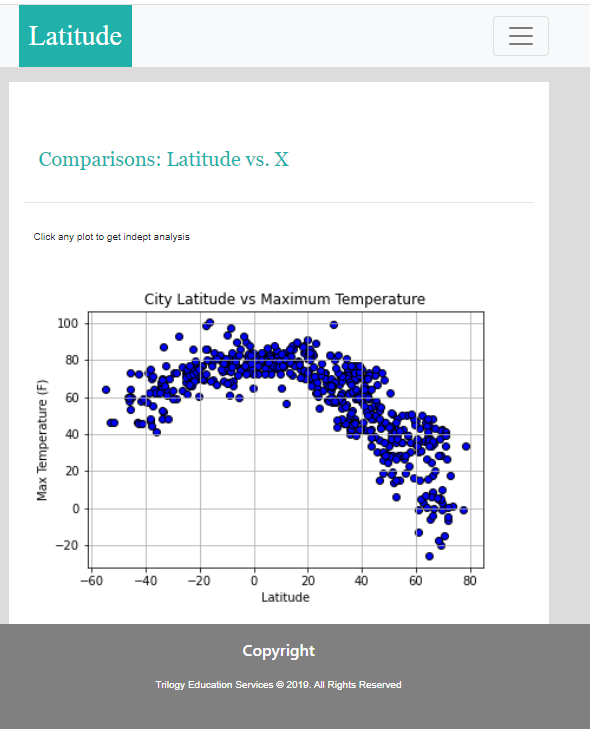 Latitude
Comparisons: Latitude vs. X
Click any plot to get indept analysis
City Latitude vs Maximum Temperature
100
80
60
40
20
0
−20
Max Temperature (F)
−60 −40 −20 0 20 40 60 80
Latitude
Copyright
Trilogy Education Services © 2019. All Rights Reserved